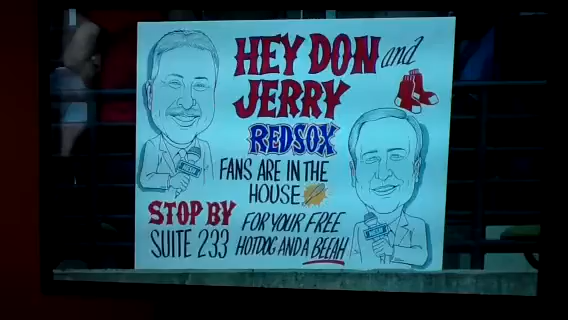 HEY DON and
JERRY
REDSOX
FANS ARE IN THE
HOUSE
STOP BY FOR YOUR FREE
SUITE 233 HOTDOG AND A BEEAH